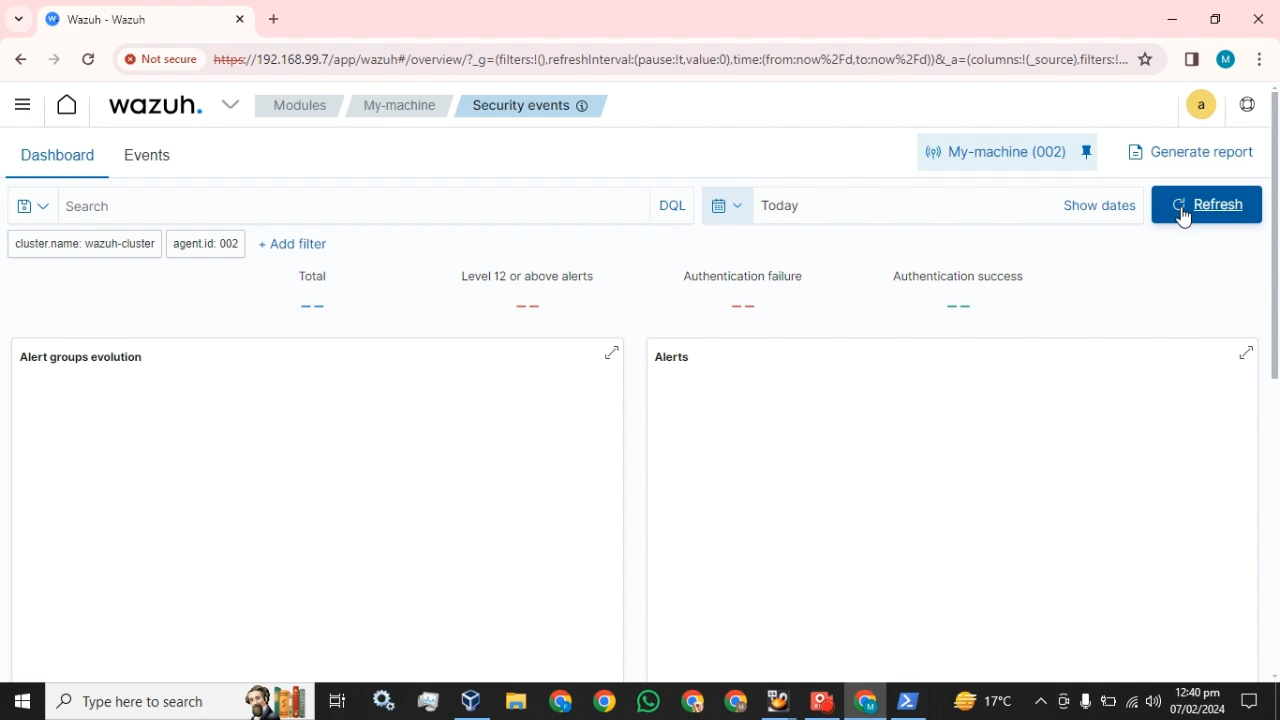 Wazuh - Wazuh
Not secure https://192.168.99.7/app/wazuh#/overview/?_g=(filters:!(),refreshInterval:(pause:!t,value:0),time:(from:now%2Fd,to:now%2Fd))&_a=(columns:!(_source),filters:!... M
wazuh. Modules My-machine Security events a
Dashboard Events My-machine (002) Generate report
Search DQL Today Show dates Refresh
cluster.name: wazuh-cluster agent.id: 002 + Add filter
Total Level 12 or above alerts Authentication failure Authentication success
-- -- -- --
Alert groups evolution Alerts
Type here to search 17°C 12:40 pm
07/02/2024